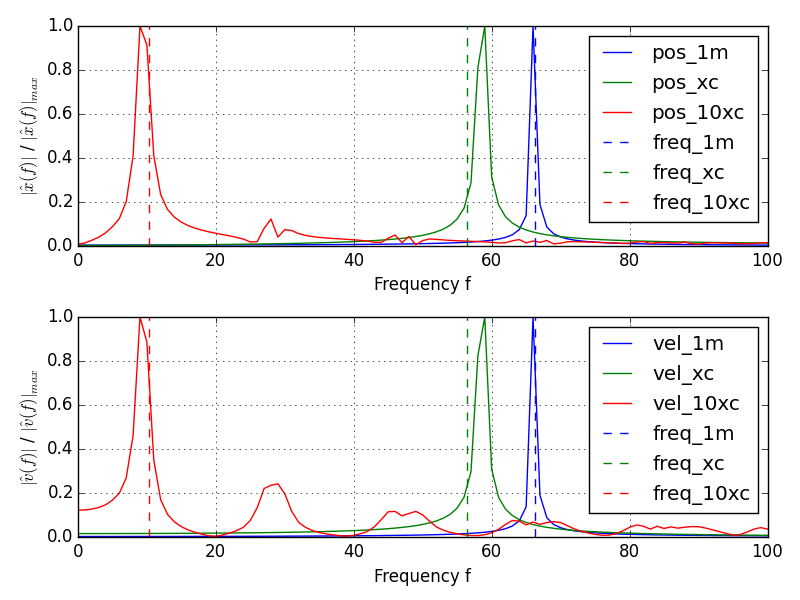 1.0
0.8
0.6
0.4
0.2
0.0
|x̂(f)| / |x̂(f)|max
pos_1m
pos_xc
pos_10xc
freq_1m
freq_xc
freq_10xc
0 20 40 60 80 100
Frequency f
1.0
0.8
0.6
0.4
0.2
0.0
|v̂(f)| / |v̂(f)|max
vel_1m
vel_xc
vel_10xc
freq_1m
freq_xc
freq_10xc
0 20 40 60 80 100
Frequency f